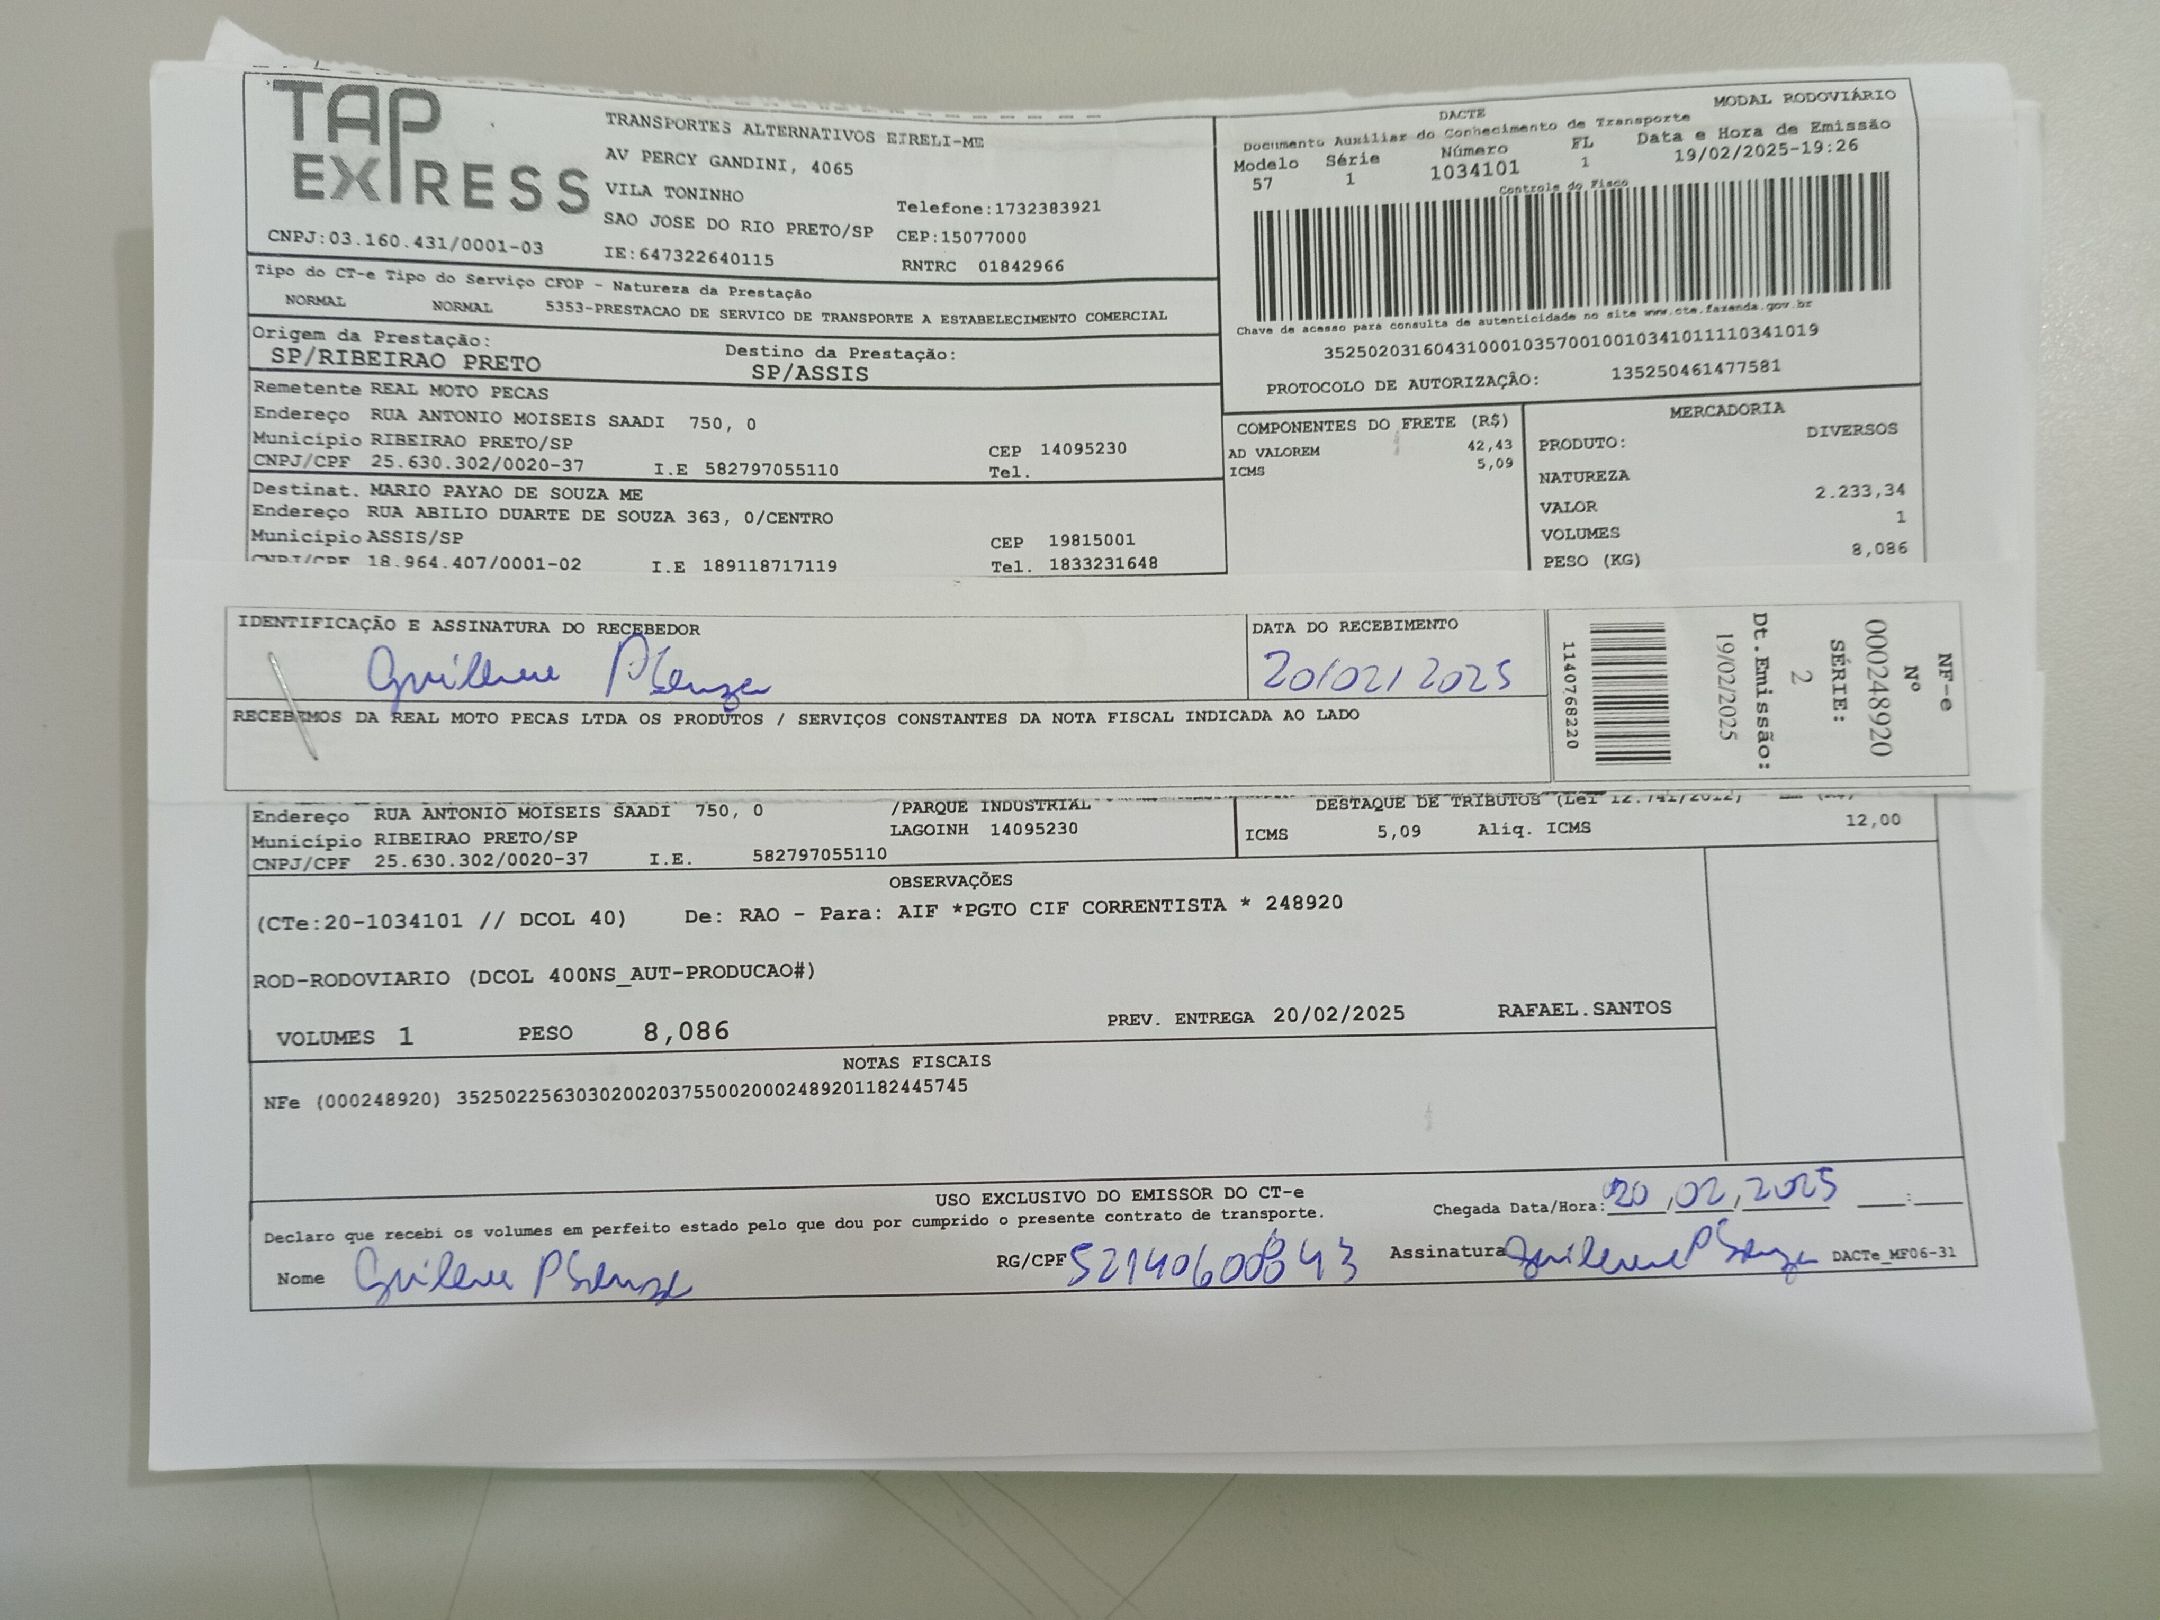 TAP EXPRESS
TRANSPORTES ALTERNATIVOS EIRELI-ME
AV PERCY GANDINI, 4065
VILA TONINHO
SAO JOSE DO RIO PRETO/SP
IE:647322640115
Telefone:1732383921
CEP:15077000
RNTRC 01842966
CNPJ:03.160.431/0001-03
DACTE
MODAL RODOVIÁRIO
Documento Auxiliar do Conhecimento de Transporte
Modelo Série Número FL Data e Hora de Emissão
57 1 1034101 1 19/02/2025-19:26
Controle do Fisco
Chave de acesso para consulta de autenticidade no site www.cte.fazenda.gov.br
35250203160431000103570010010341011110341019
PROTOCOLO DE AUTORIZAÇÃO: 135250461477581
Tipo do CT-e Tipo do Serviço CFOP - Natureza da Prestação
NORMAL NORMAL 5353-PRESTACAO DE SERVICO DE TRANSPORTE A ESTABELECIMENTO COMERCIAL
Origem da Prestação: Destino da Prestação:
SP/RIBEIRAO PRETO SP/ASSIS
Remetente REAL MOTO PECAS
Endereço RUA ANTONIO MOISEIS SAADI 750, 0
Município RIBEIRAO PRETO/SP CEP 14095230
CNPJ/CPF 25.630.302/0020-37 I.E 582797055110 Tel.
Destinat. MARIO PAYAO DE SOUZA ME
Endereço RUA ABILIO DUARTE DE SOUZA 363, 0/CENTRO
Município ASSIS/SP CEP 19815001
CNPJ/CPF 18.964.407/0001-02 I.E 189118717119 Tel. 1833231648
COMPONENTES DO FRETE (R$)
AD VALOREM 42,43
ICMS 5,09
MERCADORIA
PRODUTO: DIVERSOS
NATUREZA
VALOR 2.233,34
VOLUMES 1
PESO (KG) 8,086
IDENTIFICAÇÃO E ASSINATURA DO RECEBEDOR
Guilherme P Souza
DATA DO RECEBIMENTO
20/02/2025
RECEBEMOS DA REAL MOTO PECAS LTDA OS PRODUTOS / SERVIÇOS CONSTANTES DA NOTA FISCAL INDICADA AO LADO
NF-e
Nº
000248920
SÉRIE:
2
Dt.Emissão:
19/02/2025
1140768220
Endereço RUA ANTONIO MOISEIS SAADI 750, 0 /PARQUE INDUSTRIAL
Município RIBEIRAO PRETO/SP LAGOINH 14095230
CNPJ/CPF 25.630.302/0020-37 I.E. 582797055110
DESTAQUE DE TRIBUTOS (Lei 12.741/2012)
ICMS 5,09 Aliq. ICMS 12,00
OBSERVAÇÕES
(CTe:20-1034101 // DCOL 40) De: RAO - Para: AIF *PGTO CIF CORRENTISTA * 248920
ROD-RODOVIARIO (DCOL 400NS_AUT-PRODUCAO#)
VOLUMES 1 PESO 8,086 PREV. ENTREGA 20/02/2025 RAFAEL.SANTOS
NOTAS FISCAIS
NFe (000248920) 35250225630302002037550020002489201182445745
USO EXCLUSIVO DO EMISSOR DO CT-e
Declaro que recebi os volumes em perfeito estado pelo que dou por cumprido o presente contrato de transporte.
Chegada Data/Hora: 20/02/2025 :
Nome Guilherme P Souza RG/CPF Assinatura Guilherme P Souza DACTe_MF06-31